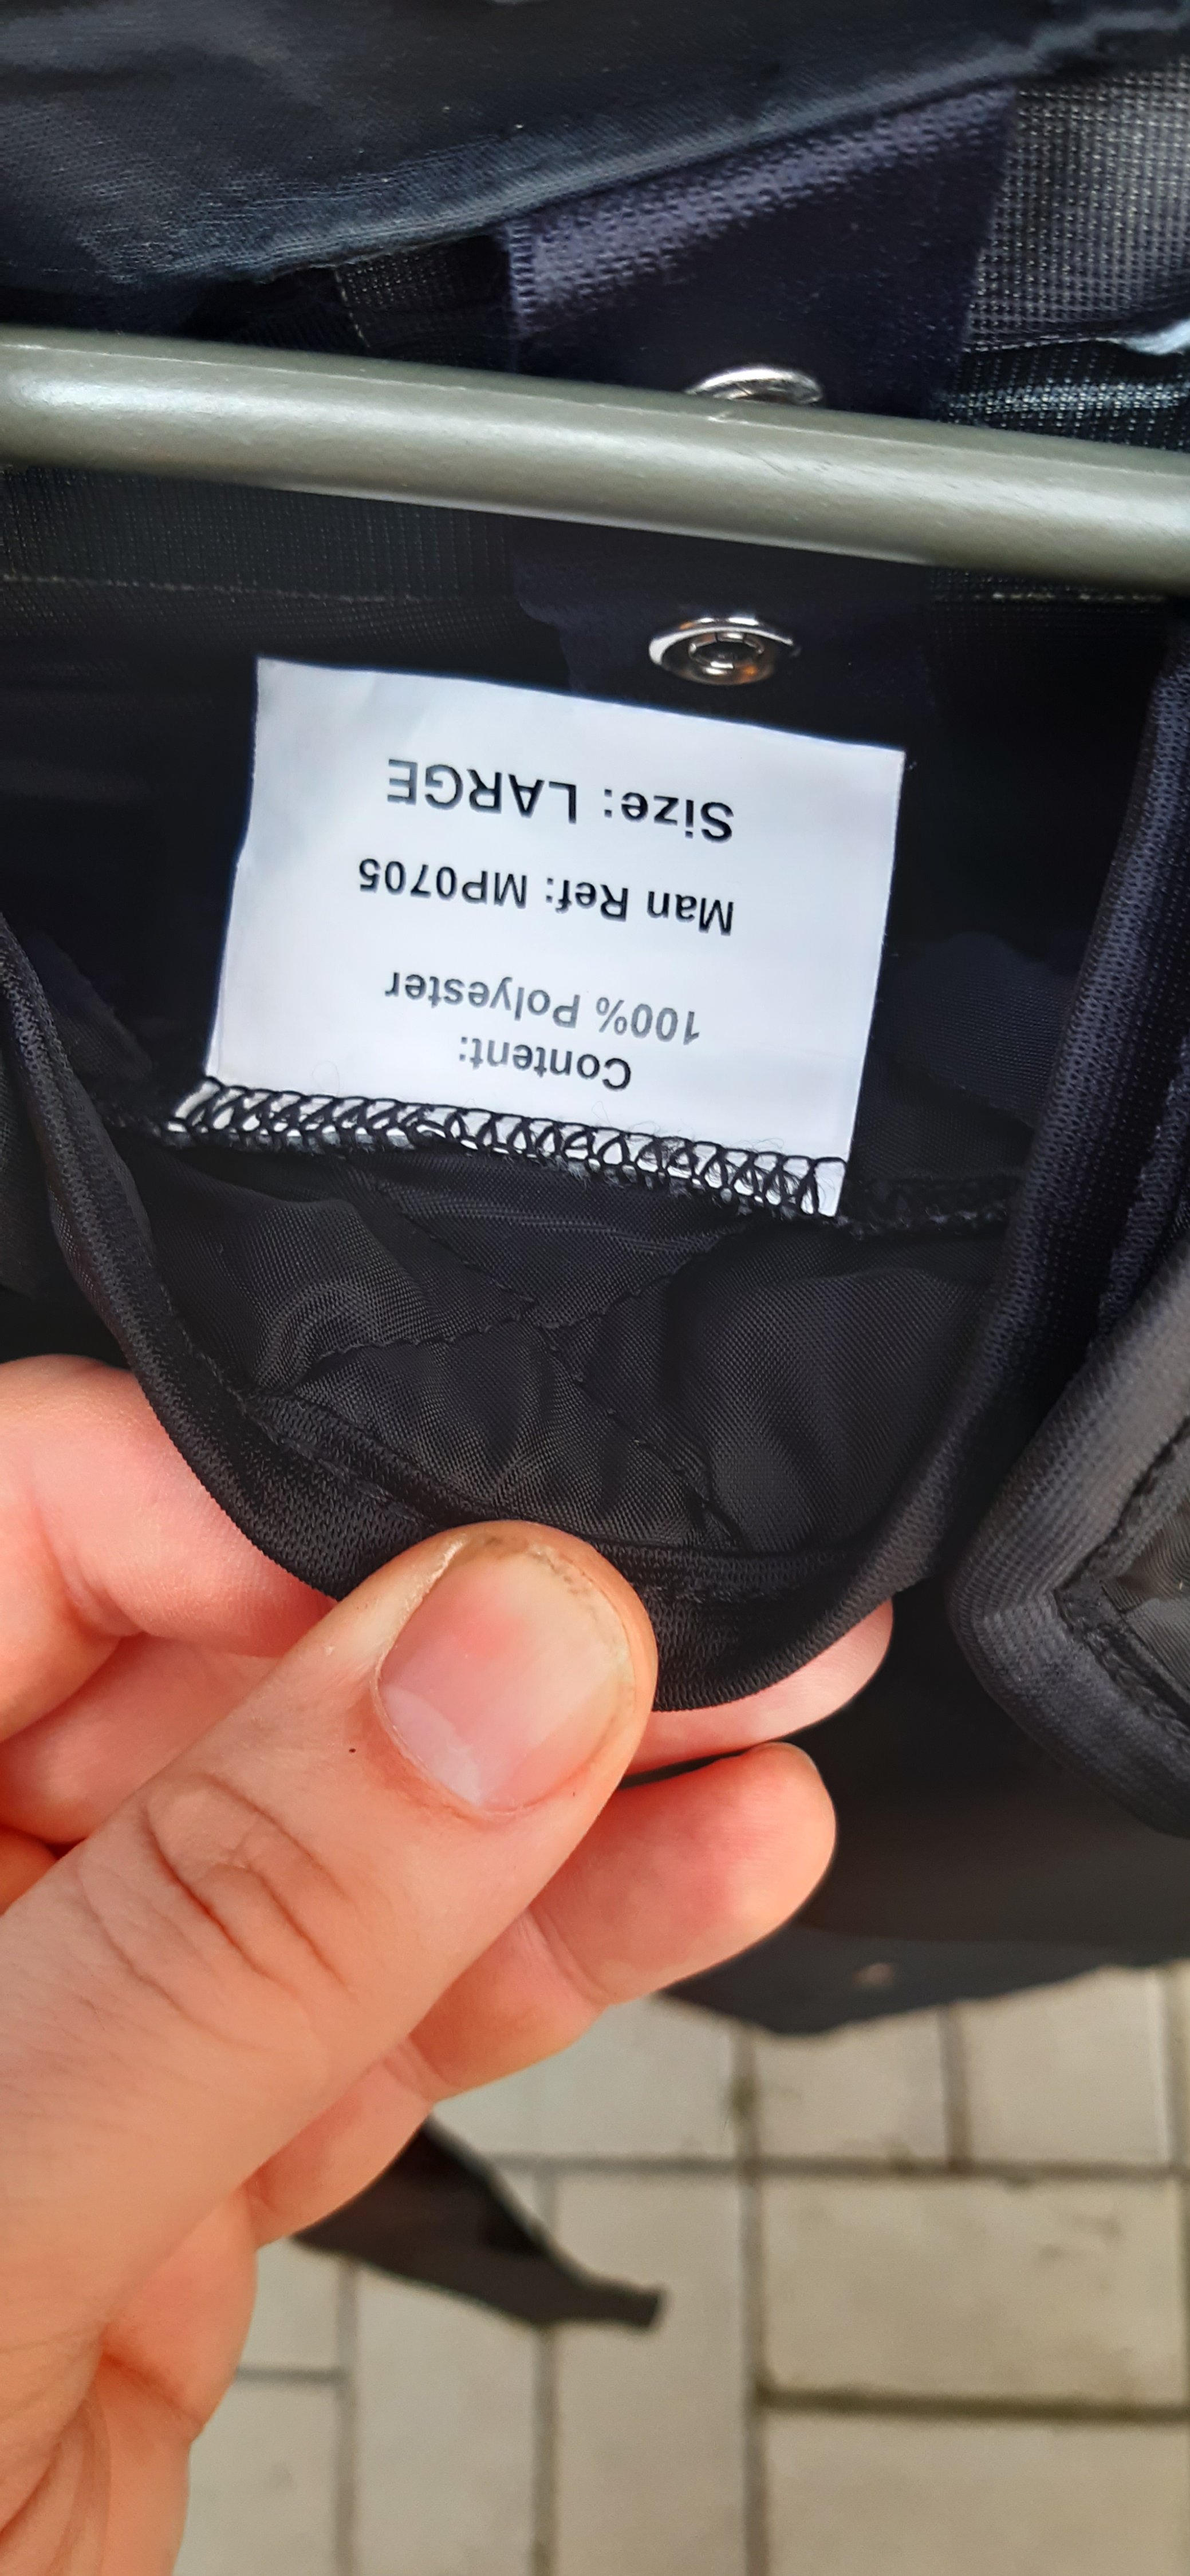 Content:
100% Polyester
Man Ref: MP0705
Size: LARGE